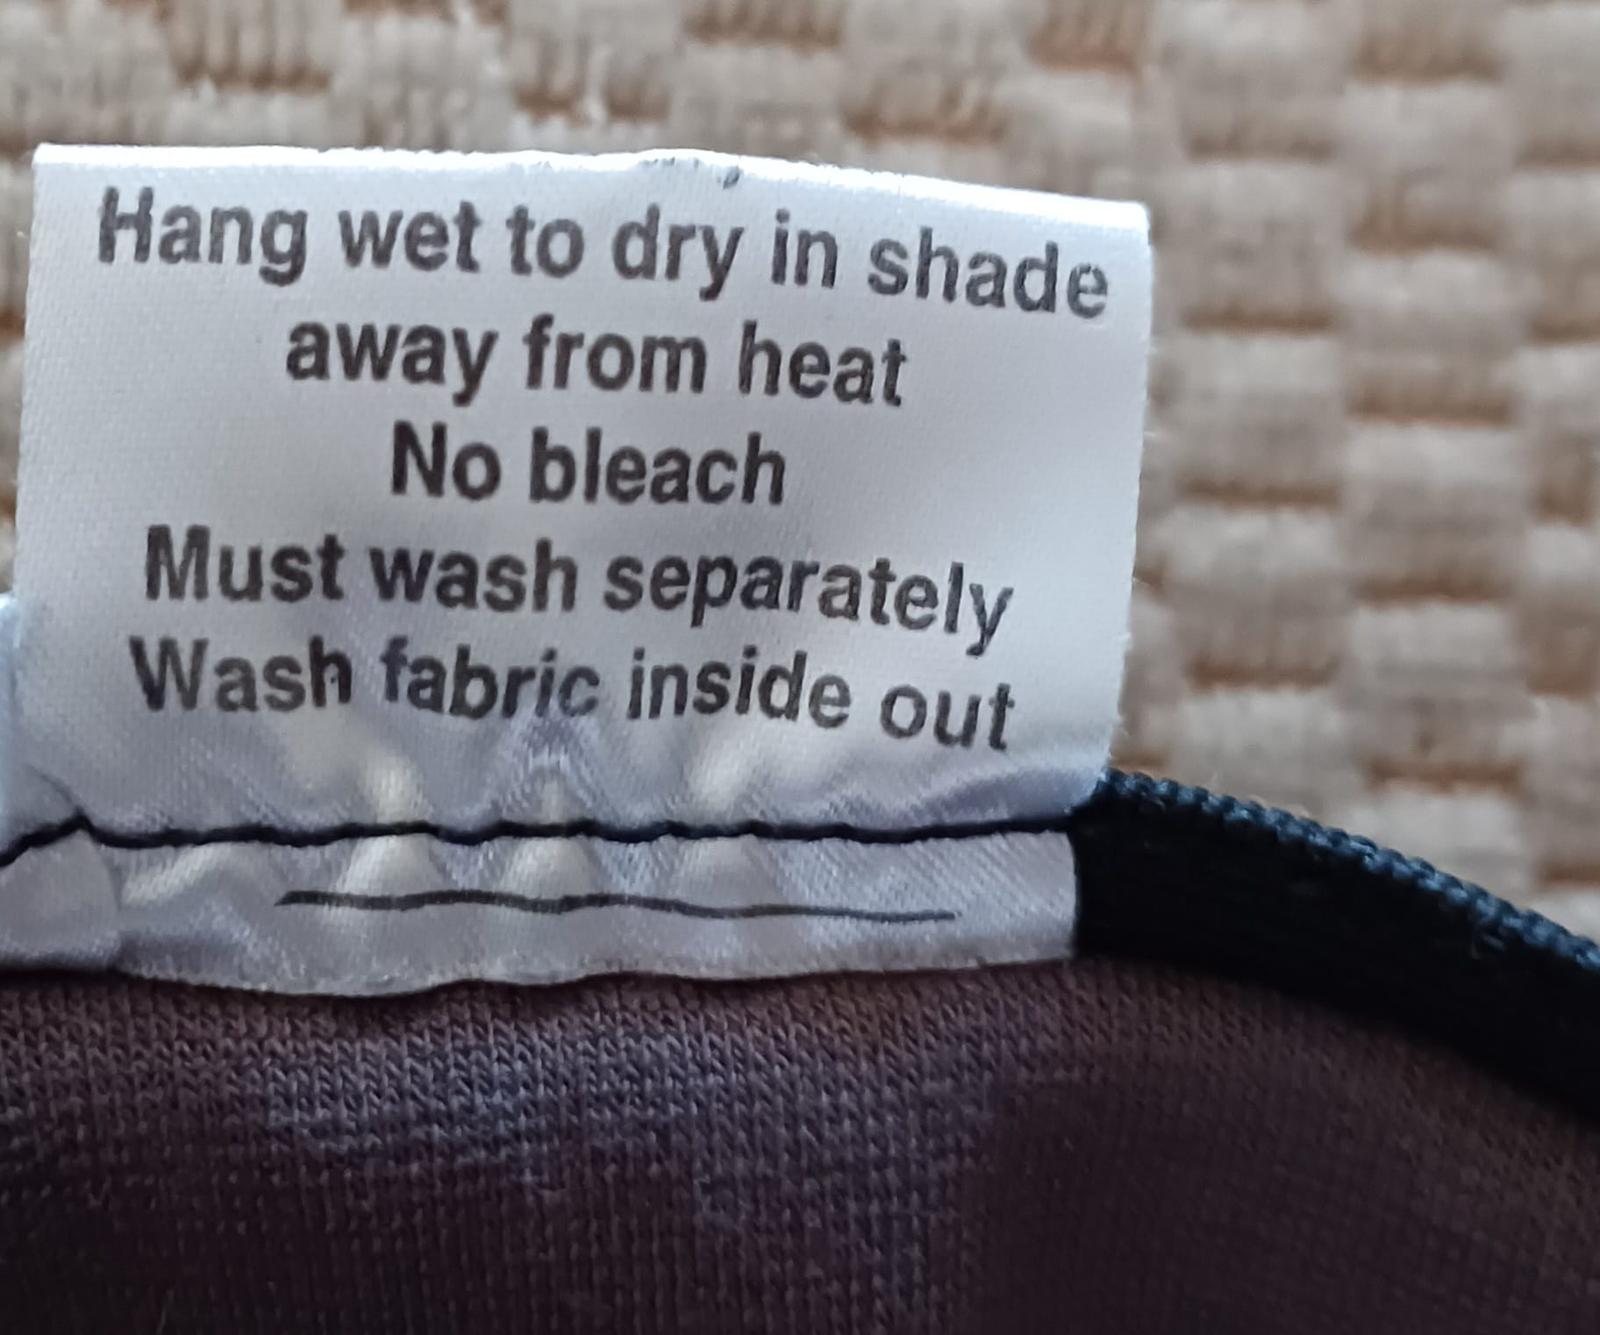 Hang wet to dry in shade
away from heat
No bleach
Must wash separately
Wash fabric inside out